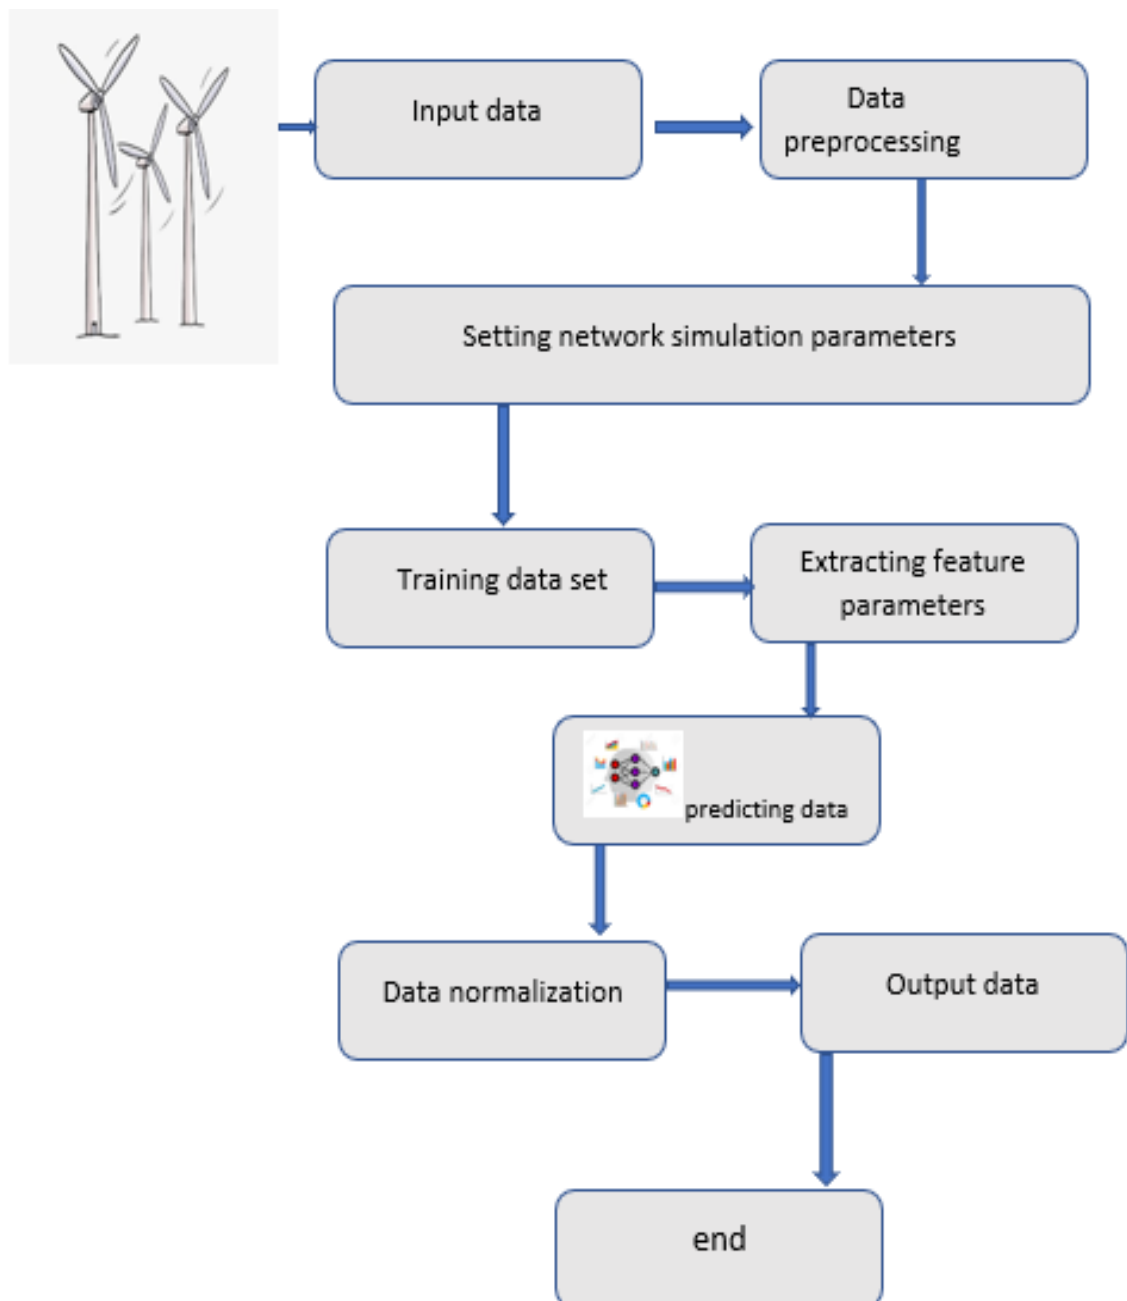 Input data
Data
preprocessing
Setting network simulation parameters
Training data set
Extracting feature
parameters
predicting data
Data normalization
Output data
end